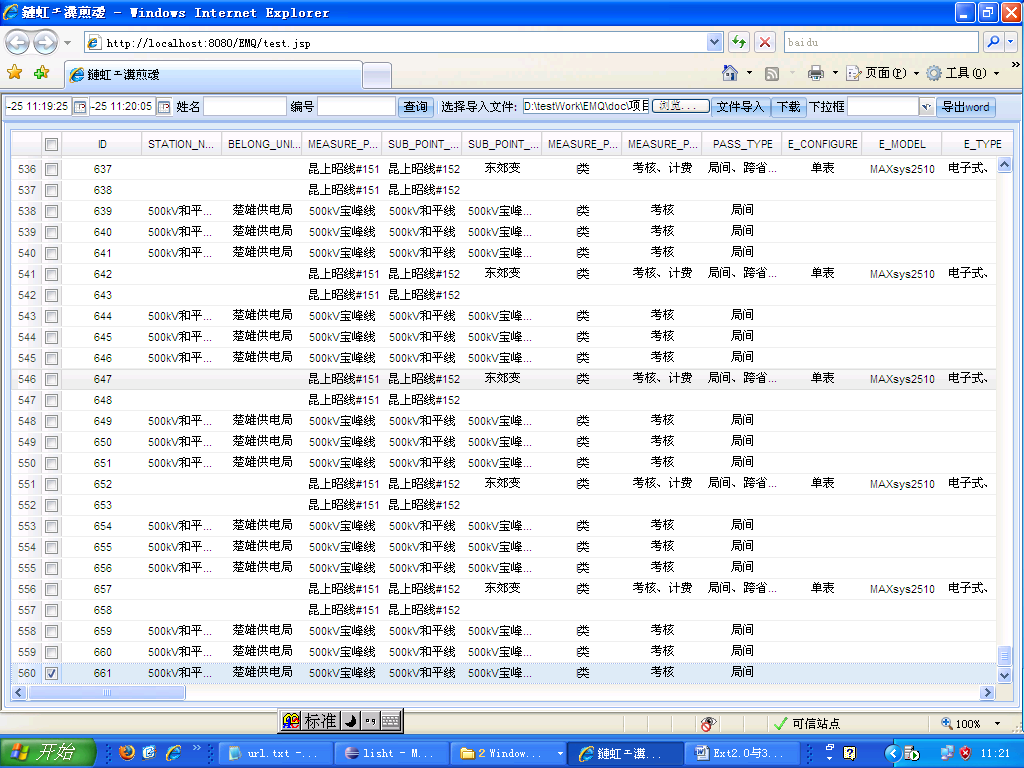 鏈虹ㄧ瀵煎瑷 - Windows Internet Explorer
http://localhost:8080/EMQ/test.jsp
baidu
页面(P)
工具(O)
-25 11:19:25 -25 11:20:05 姓名 编号 查询 选择导入文件: D:\testWork\EMQ\doc\项目 浏览... 文件导入 下载 下拉框 导出word
ID STATION_N... BELONG_UNI... MEASURE_P... SUB_POINT_... SUB_POINT_... MEASURE_P... MEASURE_P... PASS_TYPE E_CONFIGURE E_MODEL E_TYPE
536 637 昆上昭线#151 昆上昭线#152 东郊变 类 考核、计费 局间、跨省... 单表 MAXsys2510 电子式、
537 638 昆上昭线#151 昆上昭线#152
538 639 500kV和平... 楚雄供电局 500kV宝峰线 500kV和平线 500kV宝峰... 类 考核 局间
539 640 500kV和平... 楚雄供电局 500kV宝峰线 500kV和平线 500kV宝峰... 类 考核 局间
540 641 500kV和平... 楚雄供电局 500kV宝峰线 500kV和平线 500kV宝峰... 类 考核 局间
541 642 昆上昭线#151 昆上昭线#152 东郊变 类 考核、计费 局间、跨省... 单表 MAXsys2510 电子式、
542 643 昆上昭线#151 昆上昭线#152
543 644 500kV和平... 楚雄供电局 500kV宝峰线 500kV和平线 500kV宝峰... 类 考核 局间
544 645 500kV和平... 楚雄供电局 500kV宝峰线 500kV和平线 500kV宝峰... 类 考核 局间
545 646 500kV和平... 楚雄供电局 500kV宝峰线 500kV和平线 500kV宝峰... 类 考核 局间
546 647 昆上昭线#151 昆上昭线#152 东郊变 类 考核、计费 局间、跨省... 单表 MAXsys2510 电子式、
547 648 昆上昭线#151 昆上昭线#152
548 649 500kV和平... 楚雄供电局 500kV宝峰线 500kV和平线 500kV宝峰... 类 考核 局间
549 650 500kV和平... 楚雄供电局 500kV宝峰线 500kV和平线 500kV宝峰... 类 考核 局间
550 651 500kV和平... 楚雄供电局 500kV宝峰线 500kV和平线 500kV宝峰... 类 考核 局间
551 652 昆上昭线#151 昆上昭线#152 东郊变 类 考核、计费 局间、跨省... 单表 MAXsys2510 电子式、
552 653 昆上昭线#151 昆上昭线#152
553 654 500kV和平... 楚雄供电局 500kV宝峰线 500kV和平线 500kV宝峰... 类 考核 局间
554 655 500kV和平... 楚雄供电局 500kV宝峰线 500kV和平线 500kV宝峰... 类 考核 局间
555 656 500kV和平... 楚雄供电局 500kV宝峰线 500kV和平线 500kV宝峰... 类 考核 局间
556 657 昆上昭线#151 昆上昭线#152 东郊变 类 考核、计费 局间、跨省... 单表 MAXsys2510 电子式、
557 658 昆上昭线#151 昆上昭线#152
558 659 500kV和平... 楚雄供电局 500kV宝峰线 500kV和平线 500kV宝峰... 类 考核 局间
559 660 500kV和平... 楚雄供电局 500kV宝峰线 500kV和平线 500kV宝峰... 类 考核 局间
560 661 500kV和平... 楚雄供电局 500kV宝峰线 500kV和平线 500kV宝峰... 类 考核 局间
标准
可信站点 100%
开始 url.txt -... lisht - M... 2 Window... Ext2.0与3... 11:21